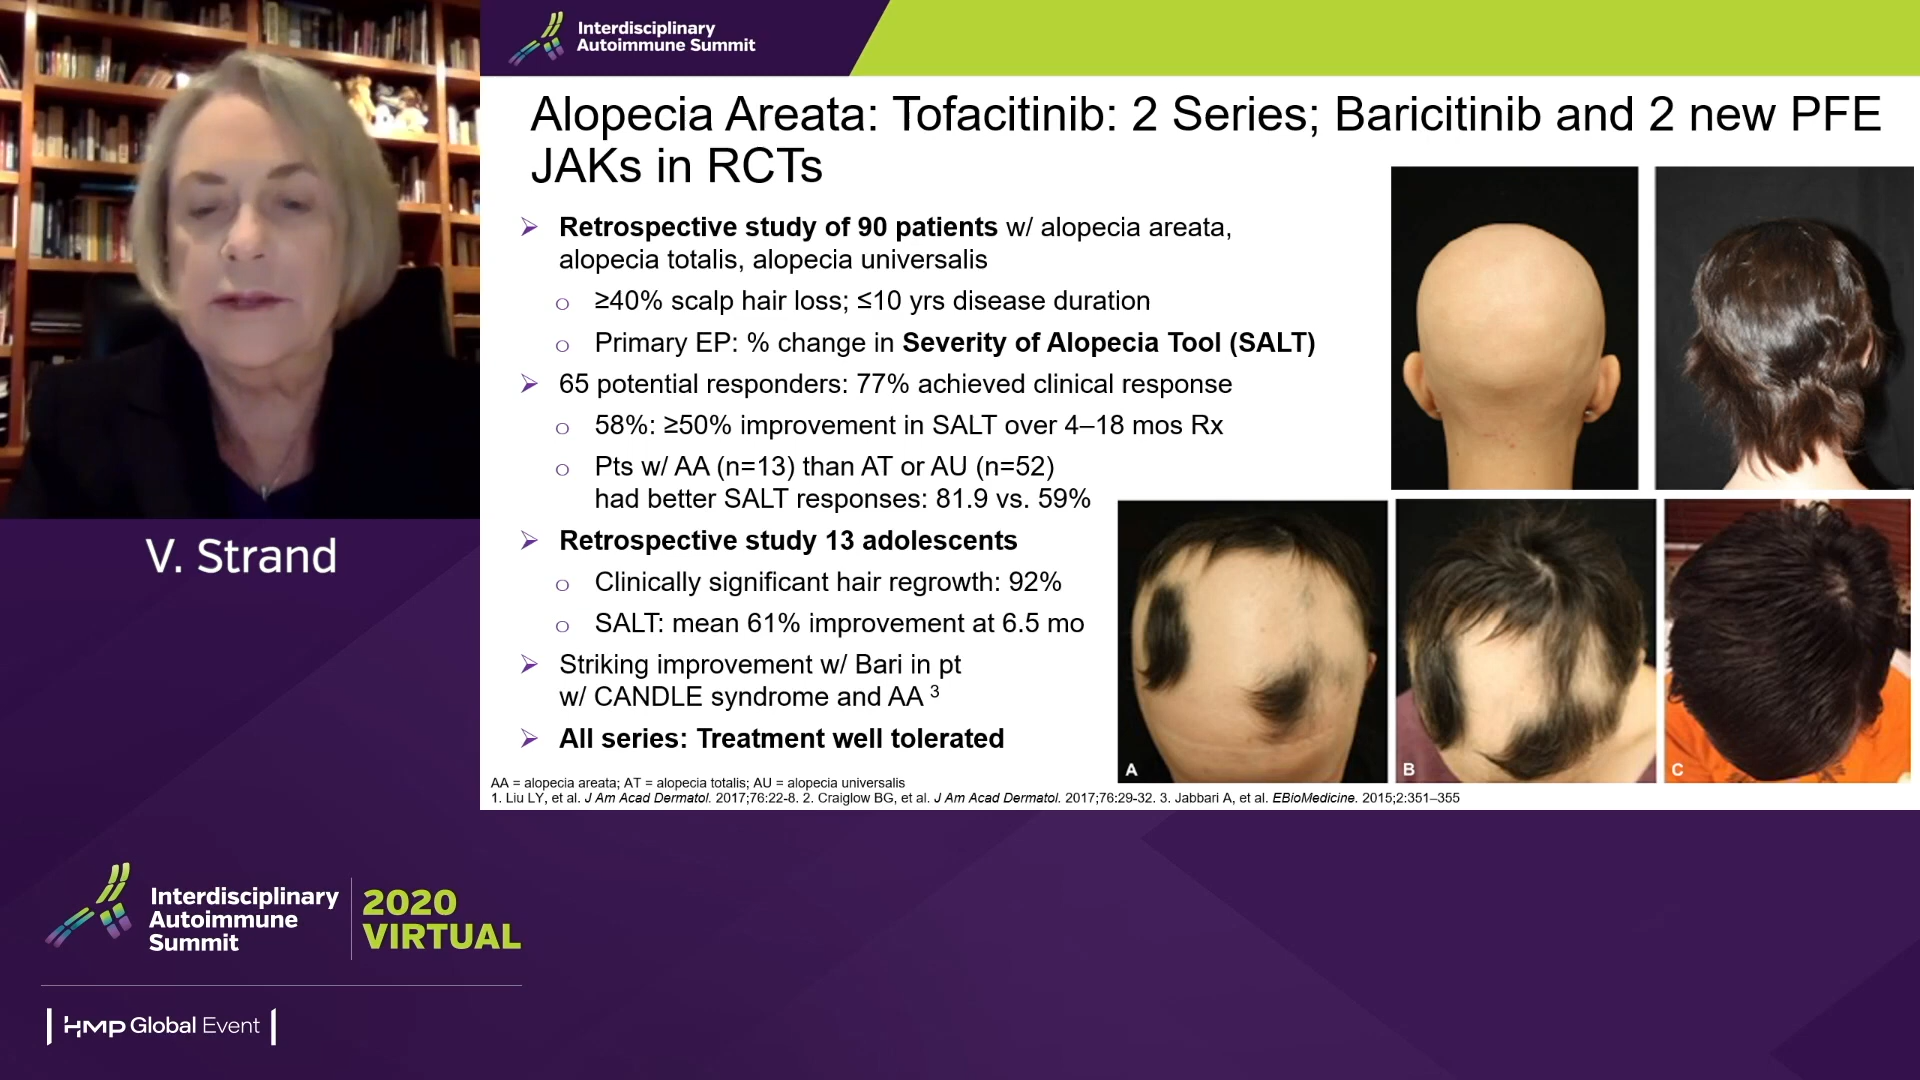 Interdisciplinary
Autoimmune Summit
Alopecia Areata: Tofacitinib: 2 Series; Baricitinib and 2 new PFE
JAKs in RCTs
Retrospective study of 90 patients w/ alopecia areata,
alopecia totalis, alopecia universalis
≥40% scalp hair loss; ≤10 yrs disease duration
Primary EP: % change in Severity of Alopecia Tool (SALT)
65 potential responders: 77% achieved clinical response
58%: ≥50% improvement in SALT over 4–18 mos Rx
Pts w/ AA (n=13) than AT or AU (n=52)
had better SALT responses: 81.9 vs. 59%
Retrospective study 13 adolescents
Clinically significant hair regrowth: 92%
SALT: mean 61% improvement at 6.5 mo
Striking improvement w/ Bari in pt
w/ CANDLE syndrome and AA 3
All series: Treatment well tolerated
A
B
C
AA = alopecia areata; AT = alopecia totalis; AU = alopecia universalis
1. Liu LY, et al. J Am Acad Dermatol. 2017;76:22-8. 2. Craiglow BG, et al. J Am Acad Dermatol. 2017;76:29-32. 3. Jabbari A, et al. EBioMedicine. 2015;2:351–355
V. Strand
Interdisciplinary
Autoimmune
Summit
2020
VIRTUAL
HMP Global Event